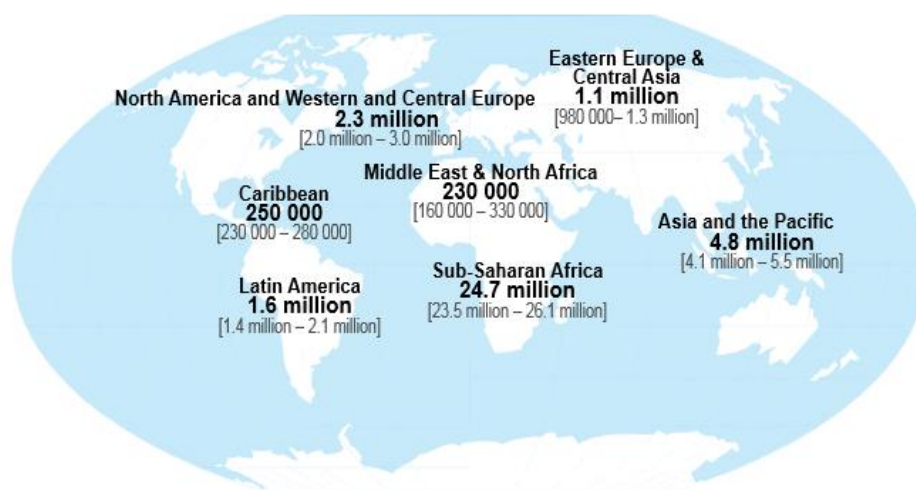 Eastern Europe &
Central Asia
1.1 million
[980 000– 1.3 million]
North America and Western and Central Europe
2.3 million
[2.0 million – 3.0 million]
Middle East & North Africa
230 000
[160 000 – 330 000]
Caribbean
250 000
[230 000 – 280 000]
Asia and the Pacific
4.8 million
[4.1 million – 5.5 million]
Sub-Saharan Africa
24.7 million
[23.5 million – 26.1 million]
Latin America
1.6 million
[1.4 million – 2.1 million]